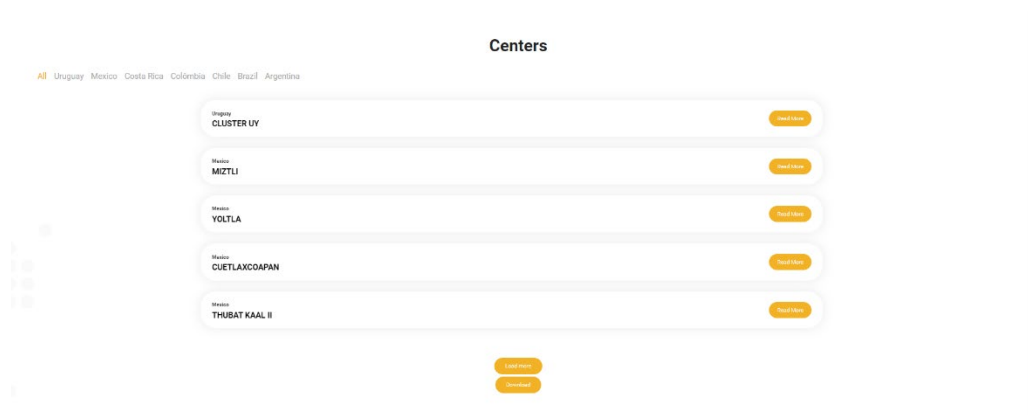 Centers
All Uruguay Mexico Costa Rica Colómbia Chile Brazil Argentina
Uruguay
CLUSTER UY
Read More
Mexico
MIZTLI
Read More
Mexico
YOLTLA
Read More
Mexico
CUETLAXCOAPAN
Read More
Mexico
THUBAT KAAL II
Read More
Load more
Download